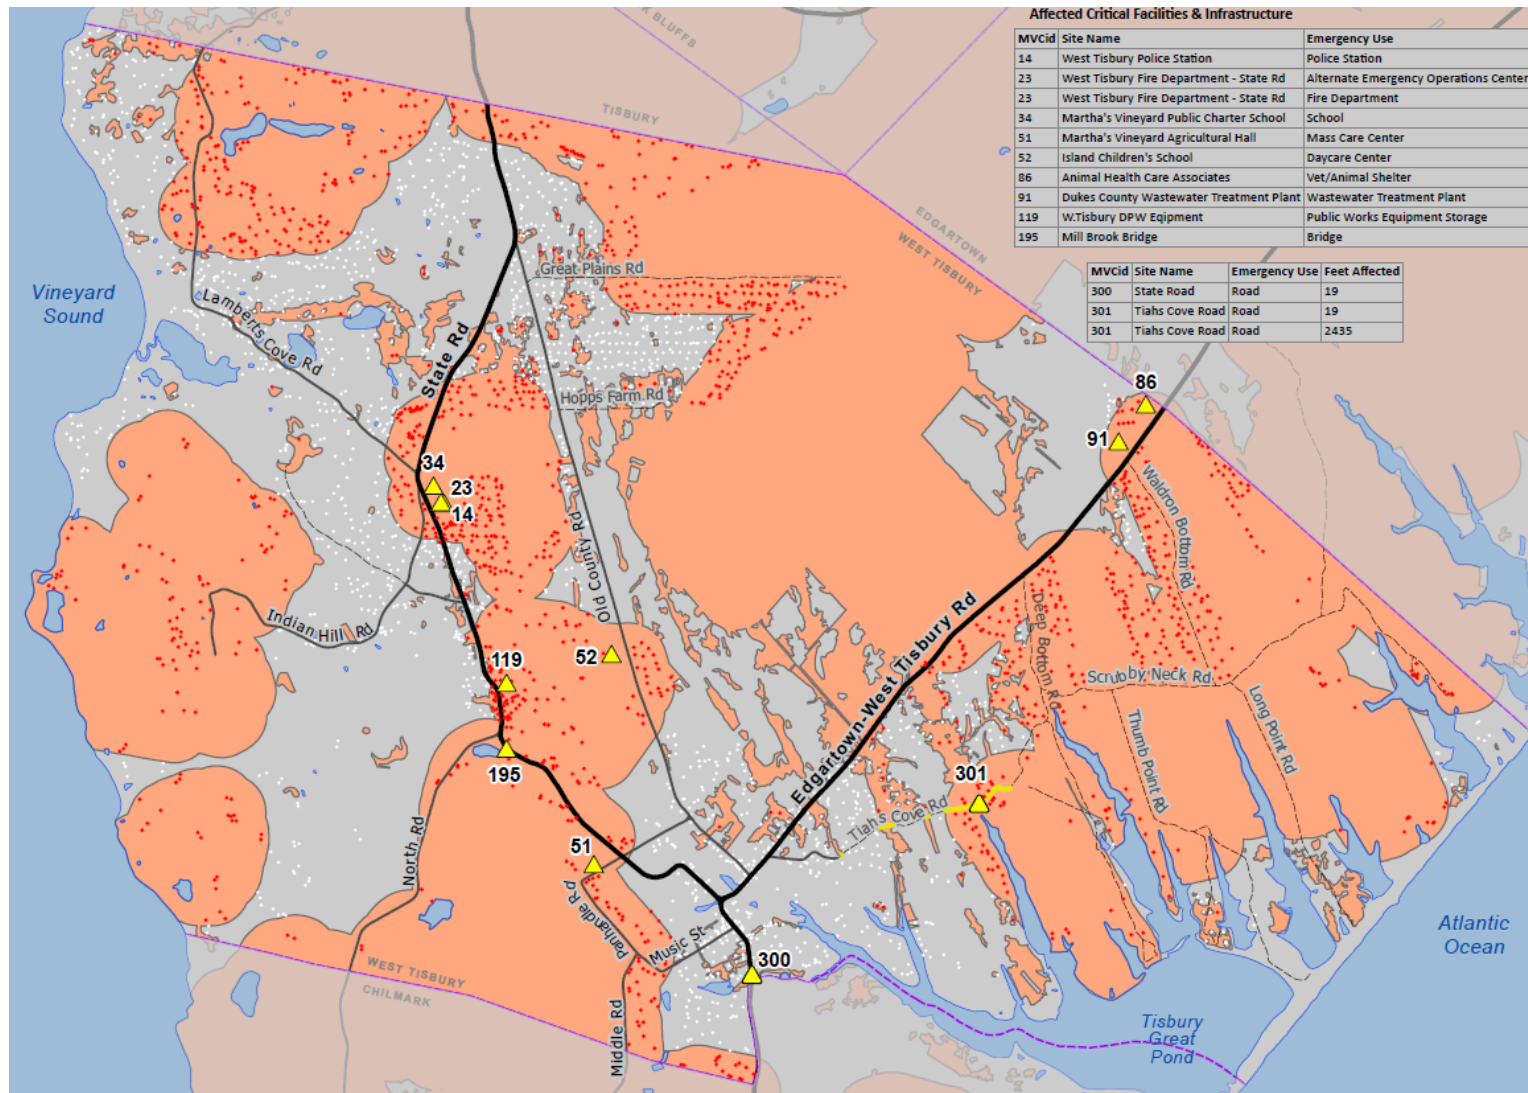 Affected Critical Facilities & Infrastructure
MVCid Site Name Emergency Use
14 West Tisbury Police Station Police Station
23 West Tisbury Fire Department - State Rd Alternate Emergency Operations Center
23 West Tisbury Fire Department - State Rd Fire Department
34 Martha's Vineyard Public Charter School School
51 Martha's Vineyard Agricultural Hall Mass Care Center
52 Island Children's School Daycare Center
86 Animal Health Care Associates Vet/Animal Shelter
91 Dukes County Wastewater Treatment Plant Wastewater Treatment Plant
119 W.Tisbury DPW Eqipment Public Works Equipment Storage
195 Mill Brook Bridge Bridge
MVCid Site Name Emergency Use Feet Affected
300 State Road Road 19
301 Tiahs Cove Road Road 19
301 Tiahs Cove Road Road 2435
BLUFFS
TISBURY
EDGARTOWN
WEST TISBURY
Vineyard
Sound
Great Plains Rd
Lamberts Cove Rd
State Rd
Hopps Farm Rd
86
91
34
23
14
Waldron Bottom Rd
Old County Rd
Indian Hill Rd
Deep Bottom Rd
Edgartown-West Tisbury Rd
119
52
Scrubby Neck Rd
Long Point Rd
Thumb Point Rd
195
301
Tiah's Cove Rd
North Rd
51
Panhandle Rd
Music St
300
Atlantic
Ocean
WEST TISBURY
CHILMARK
Middle Rd
Tisbury
Great
Pond